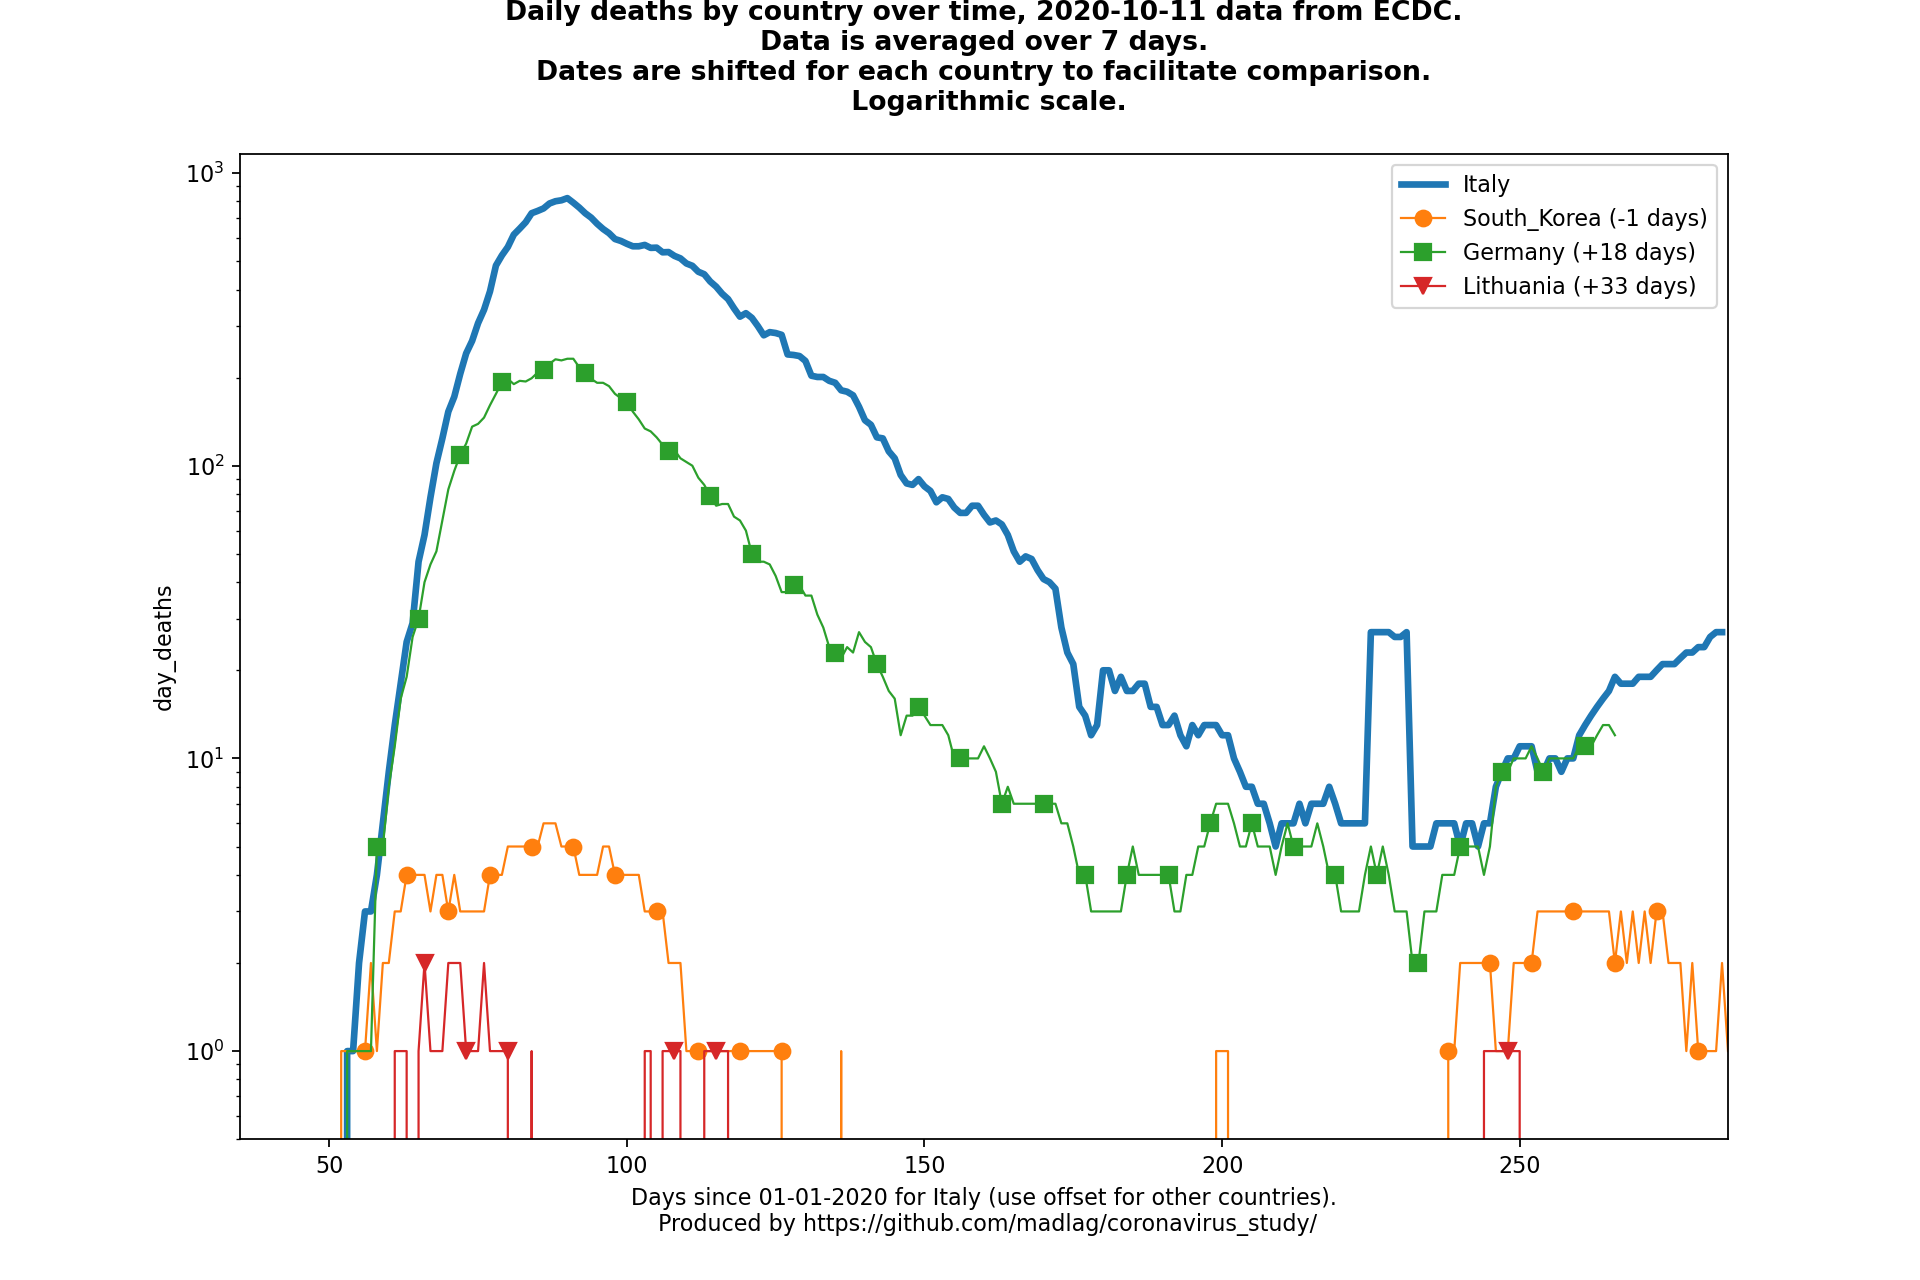 Daily deaths by country over time, 2020-10-11 data from ECDC.
Data is averaged over 7 days.
Dates are shifted for each country to facilitate comparison.
Logarithmic scale.
10³
10²
10¹
10⁰
day_deaths
Italy
South_Korea (-1 days)
Germany (+18 days)
Lithuania (+33 days)
50 100 150 200 250
Days since 01-01-2020 for Italy (use offset for other countries).
Produced by https://github.com/madlag/coronavirus_study/